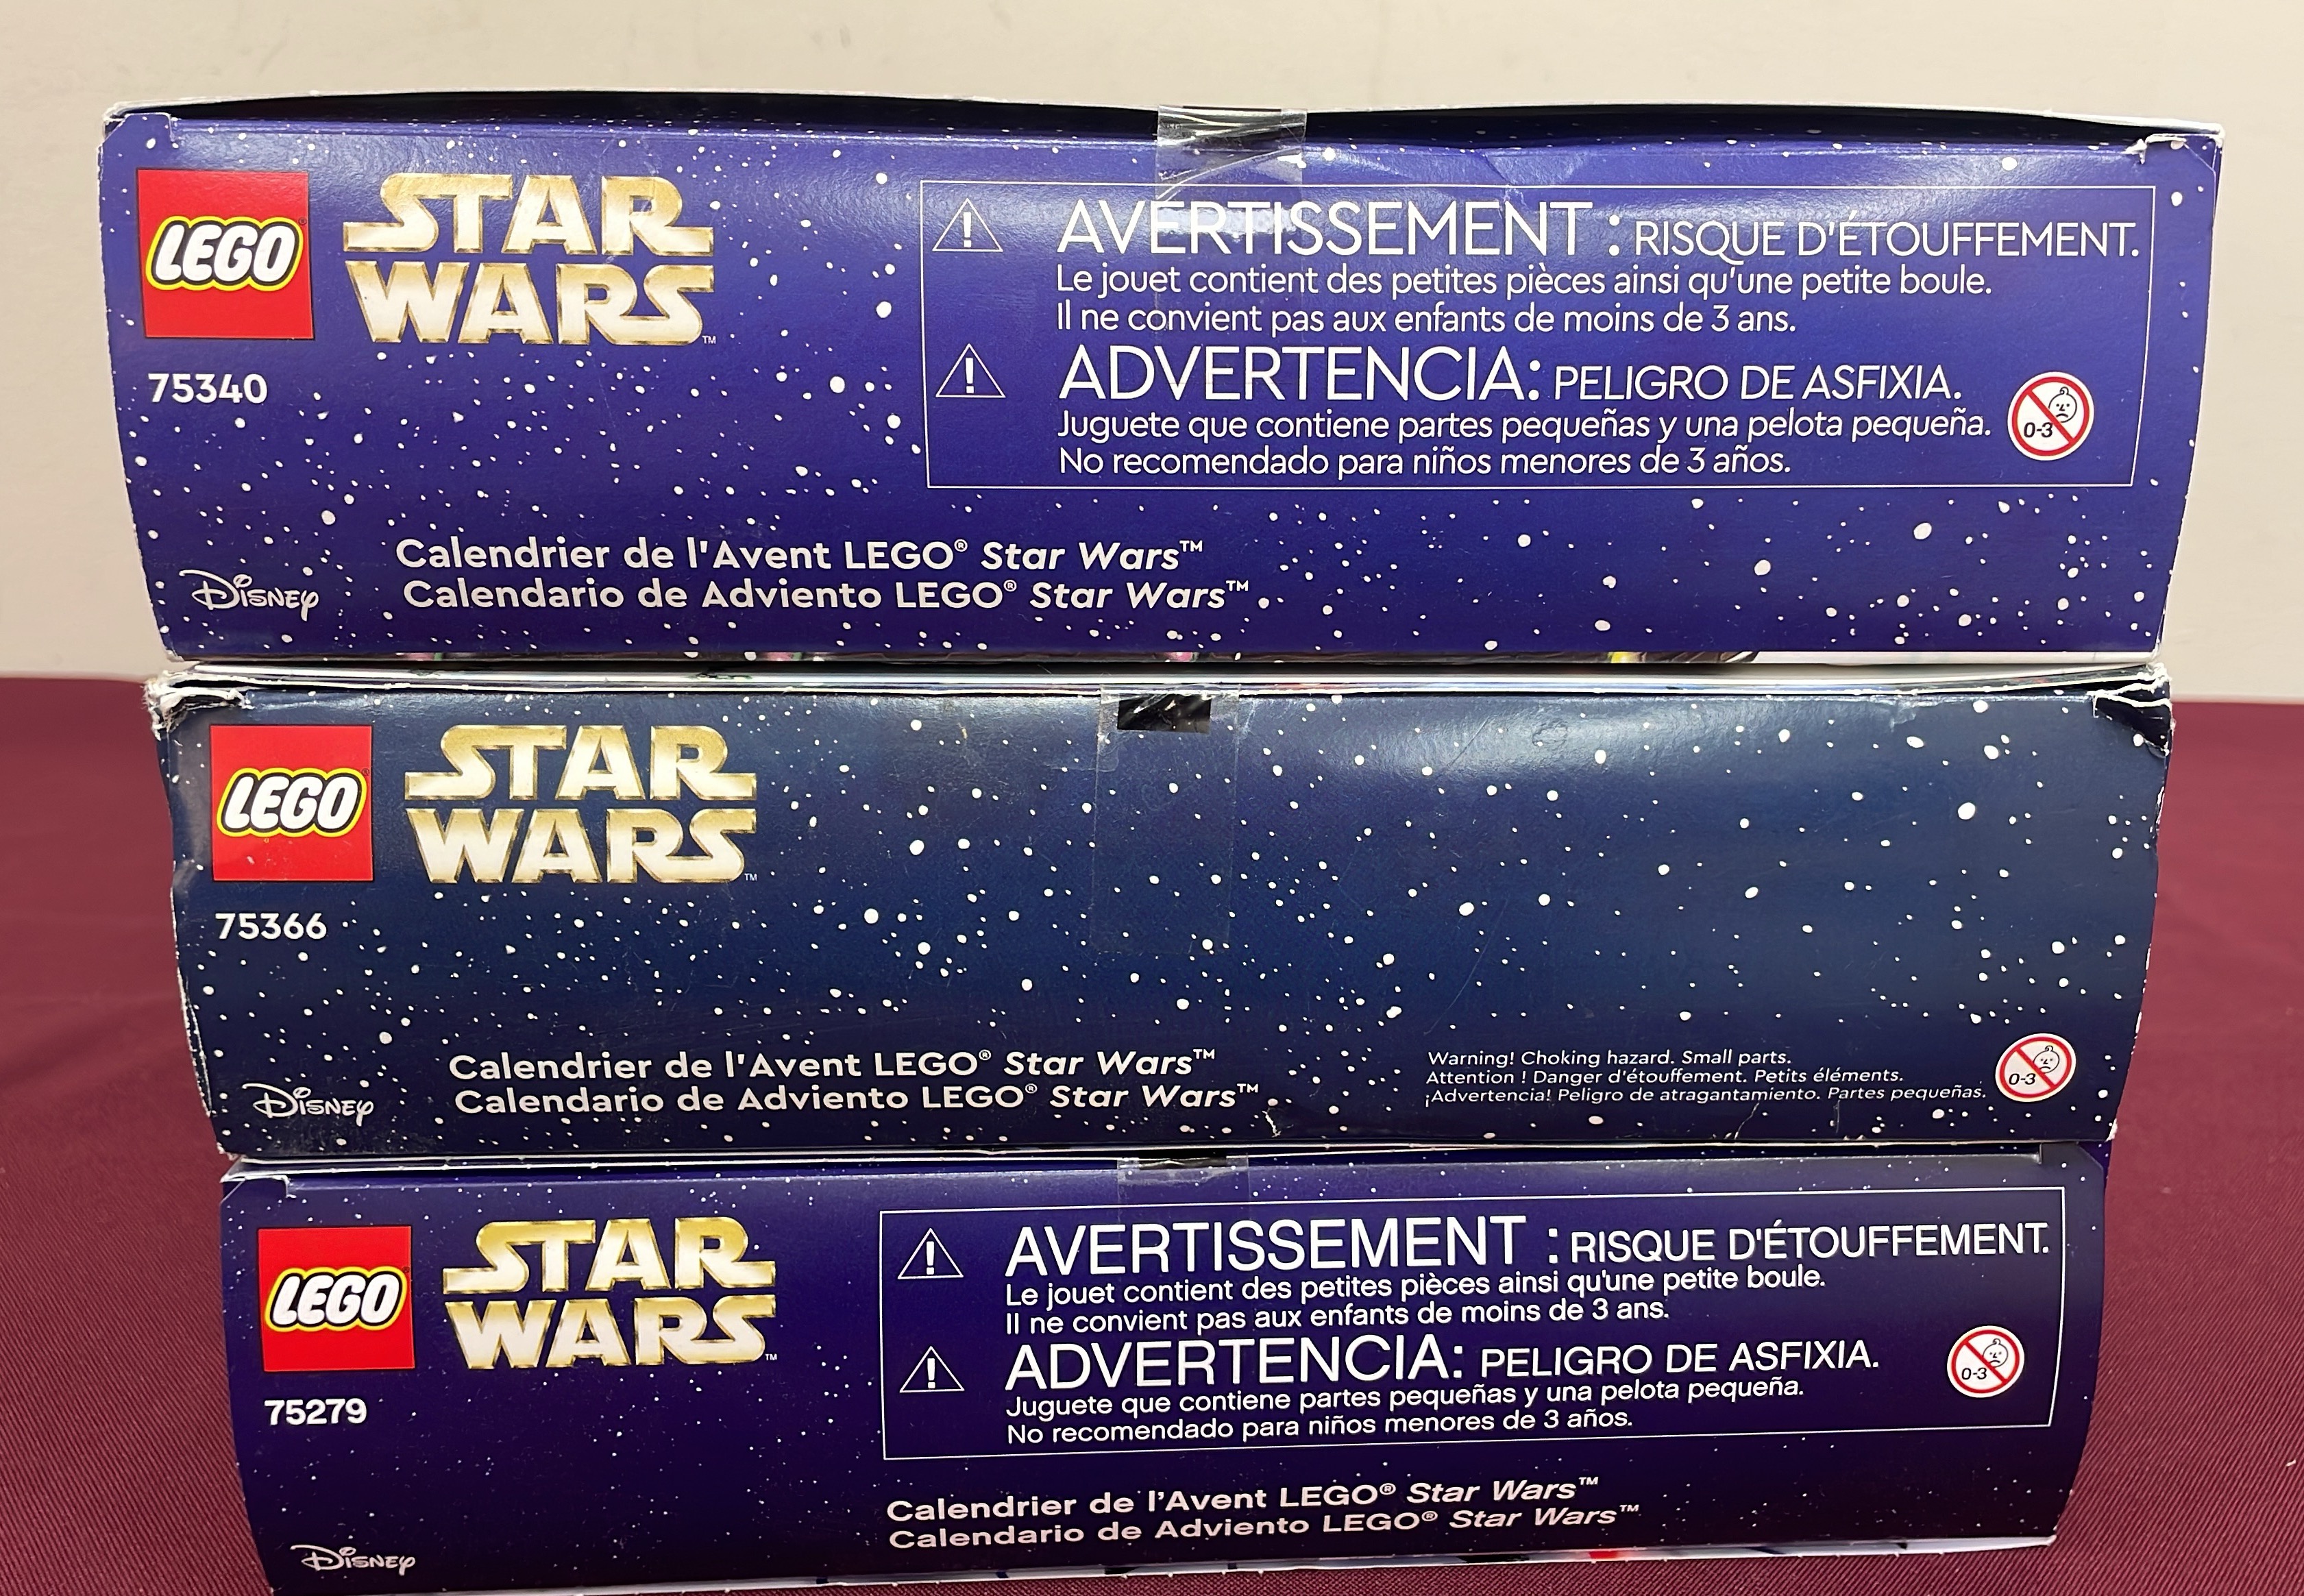 LEGO®
STAR
WARS™
75340
AVERTISSEMENT : RISQUE D'ÉTOUFFEMENT.
Le jouet contient des petites pièces ainsi qu'une petite boule.
Il ne convient pas aux enfants de moins de 3 ans.
ADVERTENCIA: PELIGRO DE ASFIXIA.
Juguete que contiene partes pequeñas y una pelota pequeña.
No recomendado para niños menores de 3 años.
0-3
Disney
Calendrier de l'Avent LEGO® Star Wars™
Calendario de Adviento LEGO® Star Wars™
LEGO®
STAR
WARS™
75366
Disney
Calendrier de l'Avent LEGO® Star Wars™
Calendario de Adviento LEGO® Star Wars™
Warning! Choking hazard. Small parts.
Attention ! Danger d'étouffement. Petits éléments.
¡Advertencia! Peligro de atragantamiento. Partes pequeñas.
0-3
LEGO®
STAR
WARS™
75279
AVERTISSEMENT : RISQUE D'ÉTOUFFEMENT.
Le jouet contient des petites pièces ainsi qu'une petite boule.
Il ne convient pas aux enfants de moins de 3 ans.
ADVERTENCIA: PELIGRO DE ASFIXIA.
Juguete que contiene partes pequeñas y una pelota pequeña.
No recomendado para niños menores de 3 años.
0-3
Disney
Calendrier de l'Avent LEGO® Star Wars™
Calendario de Adviento LEGO® Star Wars™